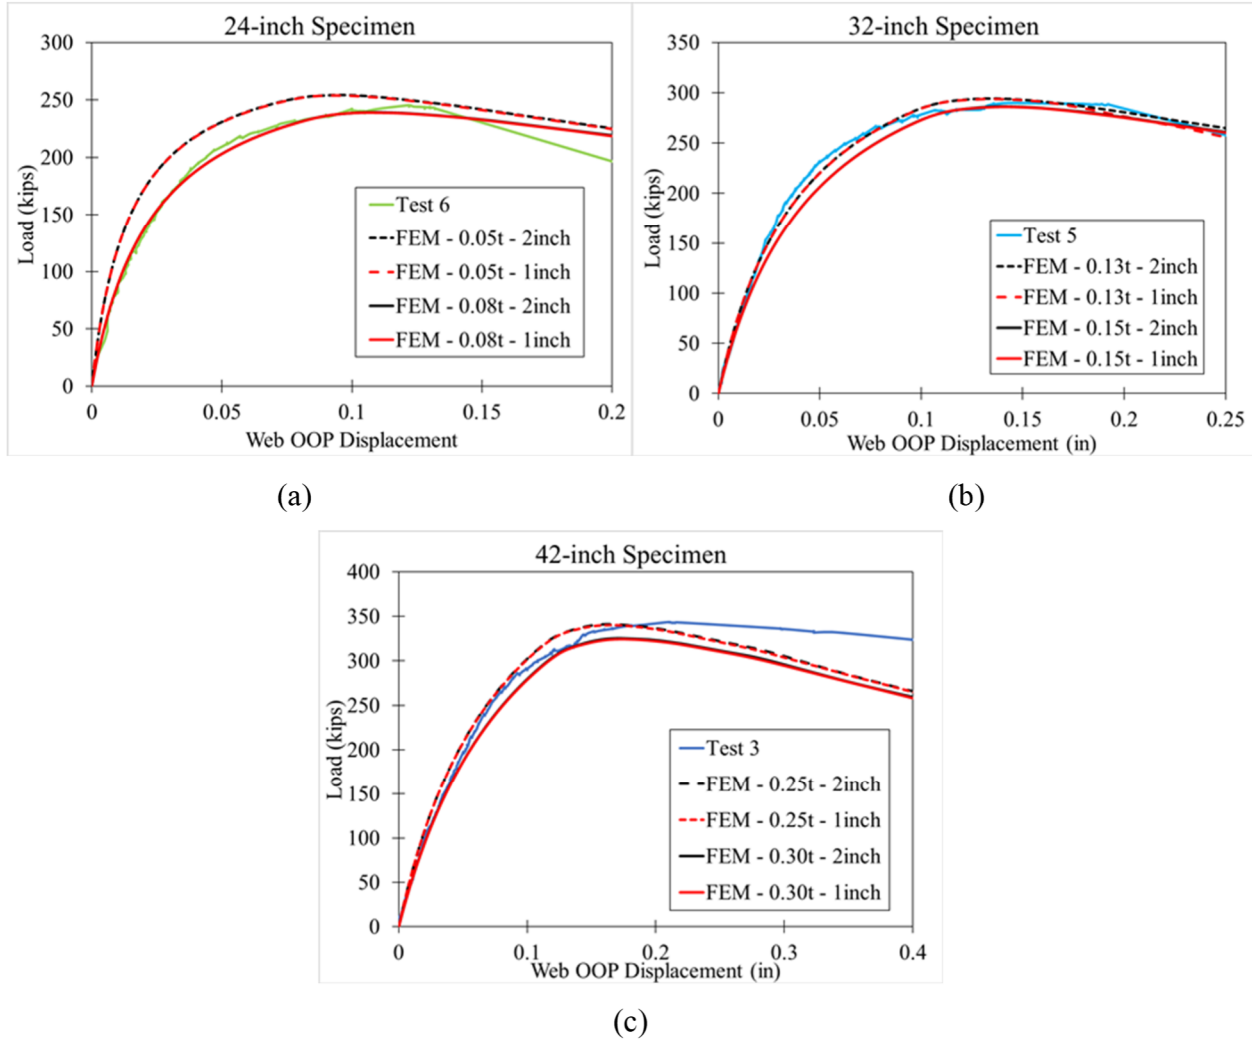 24-inch Specimen
300
250
200
150
100
50
0
Load (kips)
Test 6
FEM - 0.05t - 2inch
FEM - 0.05t - 1inch
FEM - 0.08t - 2inch
FEM - 0.08t - 1inch
0 0.05 0.1 0.15 0.2
Web OOP Displacement
(a)
32-inch Specimen
350
300
250
200
150
100
50
0
Load (kips)
Test 5
FEM - 0.13t - 2inch
FEM - 0.13t - 1inch
FEM - 0.15t - 2inch
FEM - 0.15t - 1inch
0 0.05 0.1 0.15 0.2 0.25
Web OOP Displacement (in)
(b)
42-inch Specimen
400
350
300
250
200
150
100
50
0
Load (kips)
Test 3
FEM - 0.25t - 2inch
FEM - 0.25t - 1inch
FEM - 0.30t - 2inch
FEM - 0.30t - 1inch
0 0.1 0.2 0.3 0.4
Web OOP Displacement (in)
(c)